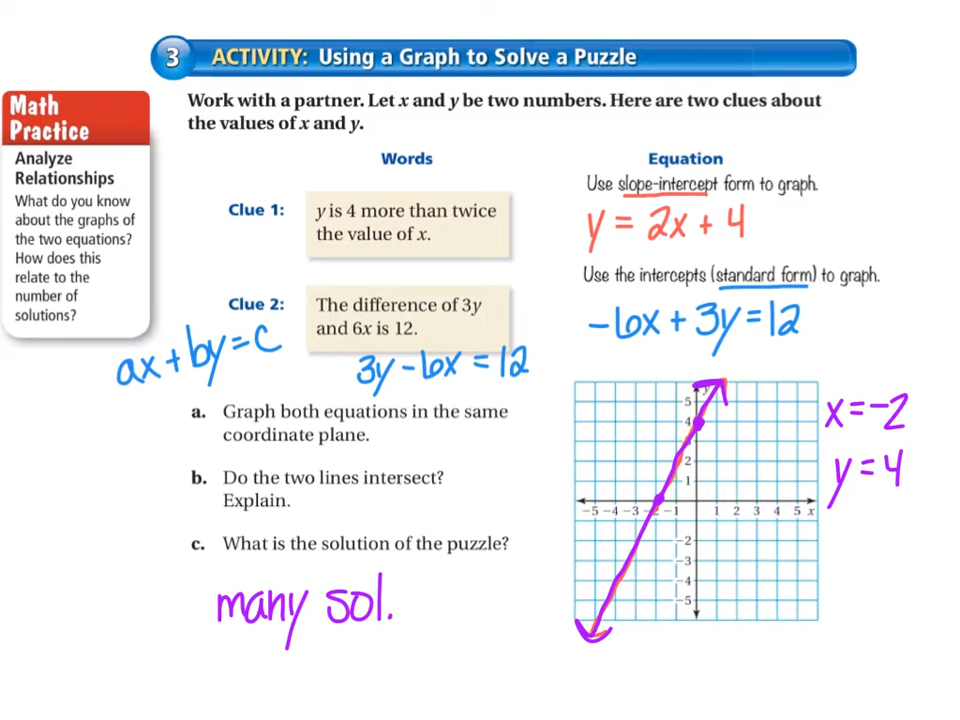 3 ACTIVITY: Using a Graph to Solve a Puzzle
Math
Practice
Analyze
Relationships
What do you know
about the graphs of
the two equations?
How does this
relate to the
number of
solutions?
Work with a partner. Let x and y be two numbers. Here are two clues about
the values of x and y.
Words
Equation
Use slope-intercept form to graph.
Clue 1: y is 4 more than twice
the value of x.
y = 2x + 4
Use the intercepts (standard form) to graph.
Clue 2: The difference of 3y
and 6x is 12.
-6x + 3y = 12
ax + by = c
3y - 6x = 12
a. Graph both equations in the same
coordinate plane.
b. Do the two lines intersect?
Explain.
c. What is the solution of the puzzle?
many sol.
y
5
4
2
1
-5 -4 -3 -2 -1 1 2 3 4 5 x
-2
-3
-4
-5
x = -2
y = 4